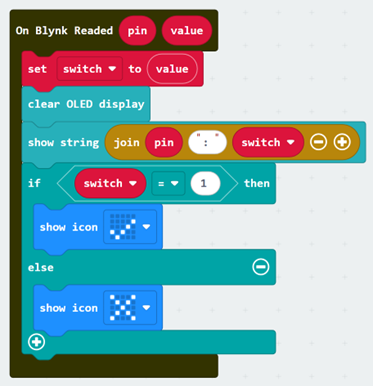 On Blynk Readed pin value
set switch to value
clear OLED display
show string join pin ":" switch
if switch = 1 then
show icon
else
show icon